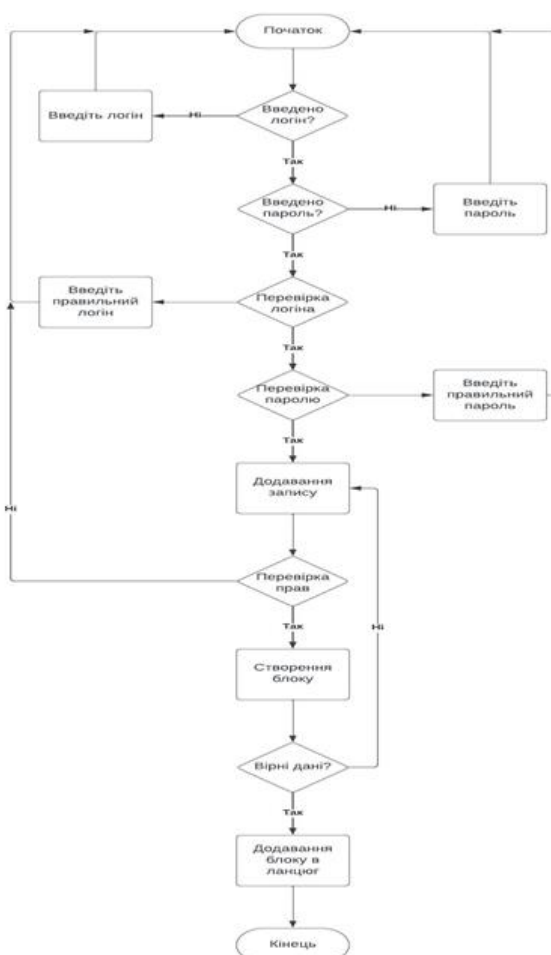 Початок
Введено
логін?
Ні
Введіть логін
Так
Введено
пароль?
Ні
Введіть
пароль
Так
Перевірка
логіна
Введіть
правильний
логін
Так
Перевірка
паролю
Введіть
правильний
пароль
Так
Додавання
запису
Ні
Перевірка
прав
Так
Ні
Створення
блоку
Вірні дані?
Так
Додавання
блоку в
ланцюг
Кінець